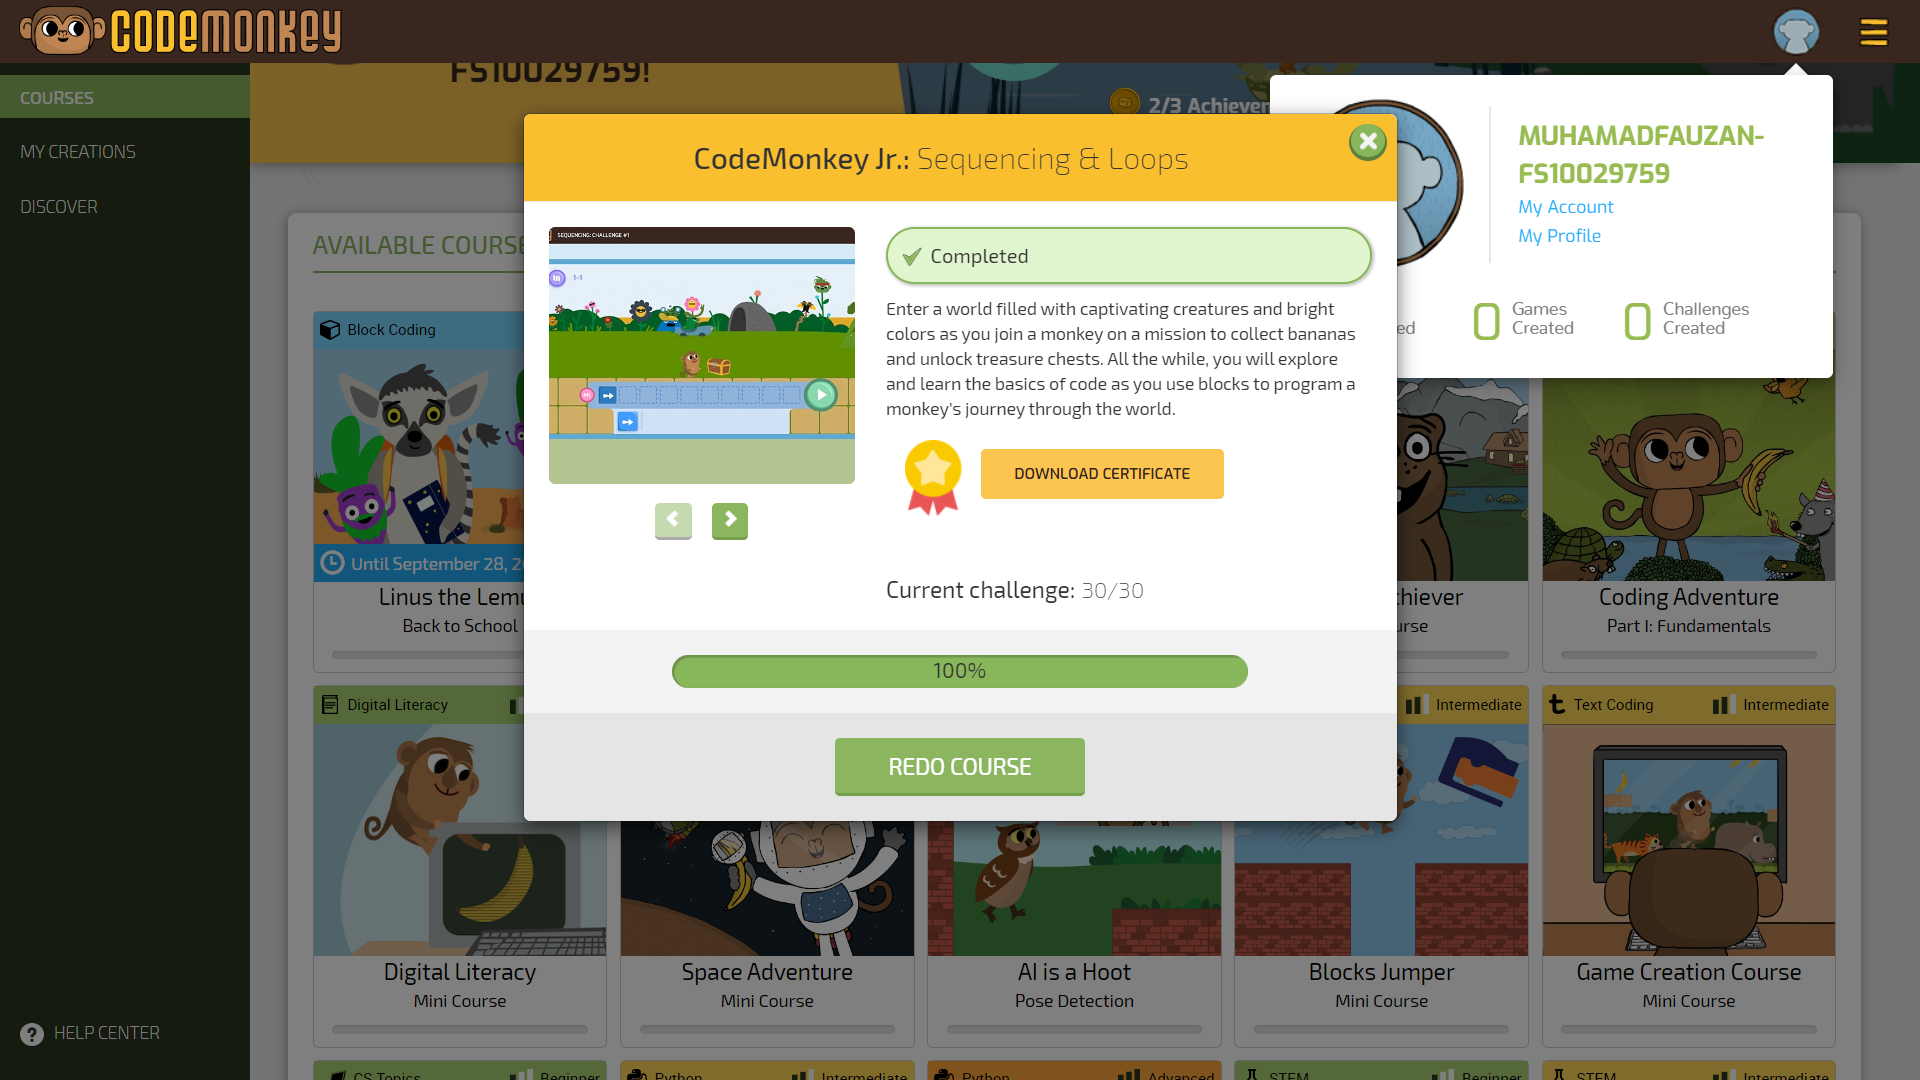 CODEMONKEY
COURSES
MY CREATIONS
DISCOVER
HELP CENTER
FS10029759!
2/3
MUHAMADFAUZAN-
FS10029759
My Account
My Profile
0 Games Created
0 Challenges Created
CodeMonkey Jr.: Sequencing & Loops
SEQUENCING: CHALLENGE #1
1-1
Completed
Enter a world filled with captivating creatures and bright
colors as you join a monkey on a mission to collect bananas
and unlock treasure chests. All the while, you will explore
and learn the basics of code as you use blocks to program a
monkey's journey through the world.
DOWNLOAD CERTIFICATE
Current challenge: 30/30
100%
REDO COURSE
AVAILABLE
Block Coding
Until September 28,
Linus the
Back to School
Coding Adventure
Part I: Fundamentals
Digital Literacy
Intermediate
Text Coding
Intermediate
Digital Literacy
Mini Course
Space Adventure
Mini Course
AI is a Hoot
Pose Detection
Blocks Jumper
Mini Course
Game Creation Course
Mini Course
CS Topics
Beginner
Python
Intermediate
Python
Advanced
STEM
Beginner
STEM
Intermediate